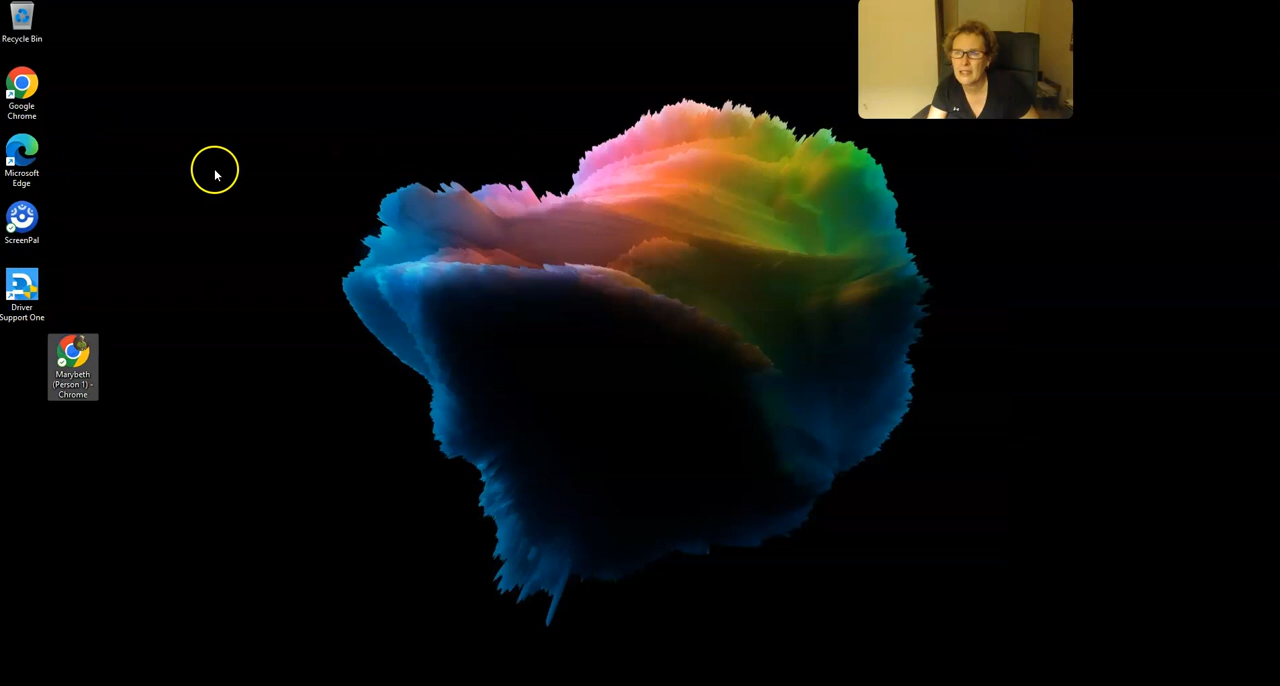 Recycle Bin
Google
Chrome
Microsoft
Edge
ScreenPal
Driver
Support One
Marybeth
(Person 1) -
Chrome